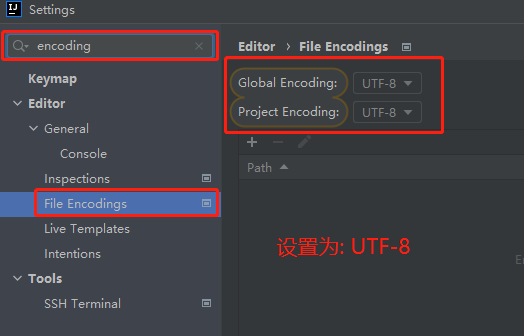 IJ
Settings
encoding
Keymap
Editor
General
Console
Inspections
File Encodings
Live Templates
Intentions
Tools
SSH Terminal
Editor › File Encodings
Global Encoding: UTF-8
Project Encoding: UTF-8
Path
设置为: UTF-8